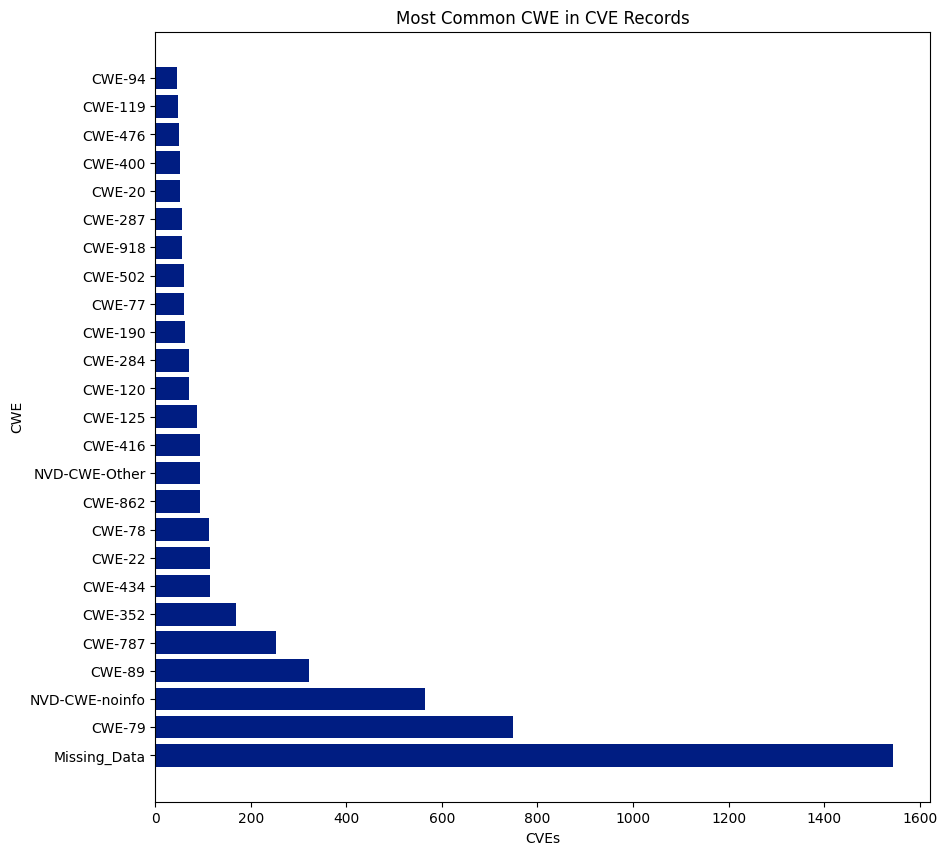 Most Common CWE in CVE Records
CWE-94
CWE-119
CWE-476
CWE-400
CWE-20
CWE-287
CWE-918
CWE-502
CWE-77
CWE-190
CWE-284
CWE-120
CWE-125
CWE-416
NVD-CWE-Other
CWE-862
CWE-78
CWE-22
CWE-434
CWE-352
CWE-787
CWE-89
NVD-CWE-noinfo
CWE-79
Missing_Data
CWE
0 200 400 600 800 1000 1200 1400 1600
CVEs